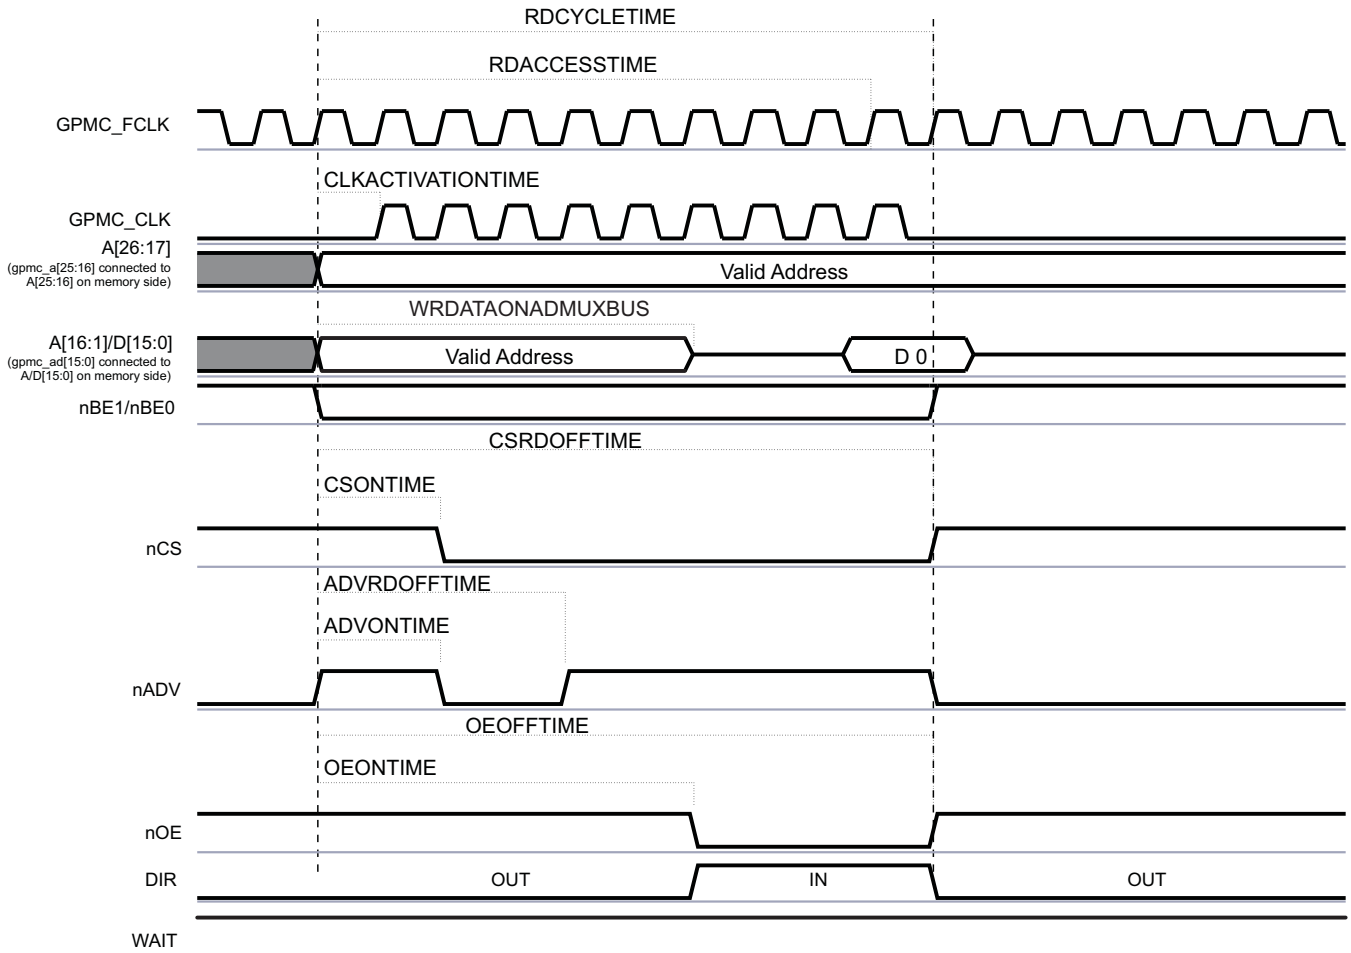 RDCYCLETIME
RDACCESSTIME
GPMC_FCLK
CLKACTIVATIONTIME
GPMC_CLK
A[26:17]
(gpmc_a[25:16] connected to
A[25:16] on memory side)
Valid Address
WRDATAONADMUXBUS
A[16:1]/D[15:0]
(gpmc_ad[15:0] connected to
A/D[15:0] on memory side)
Valid Address
D 0
nBE1/nBE0
CSRDOFFTIME
CSONTIME
nCS
ADVRDOFFTIME
ADVONTIME
nADV
OEOFFTIME
OEONTIME
nOE
DIR
OUT
IN
OUT
WAIT